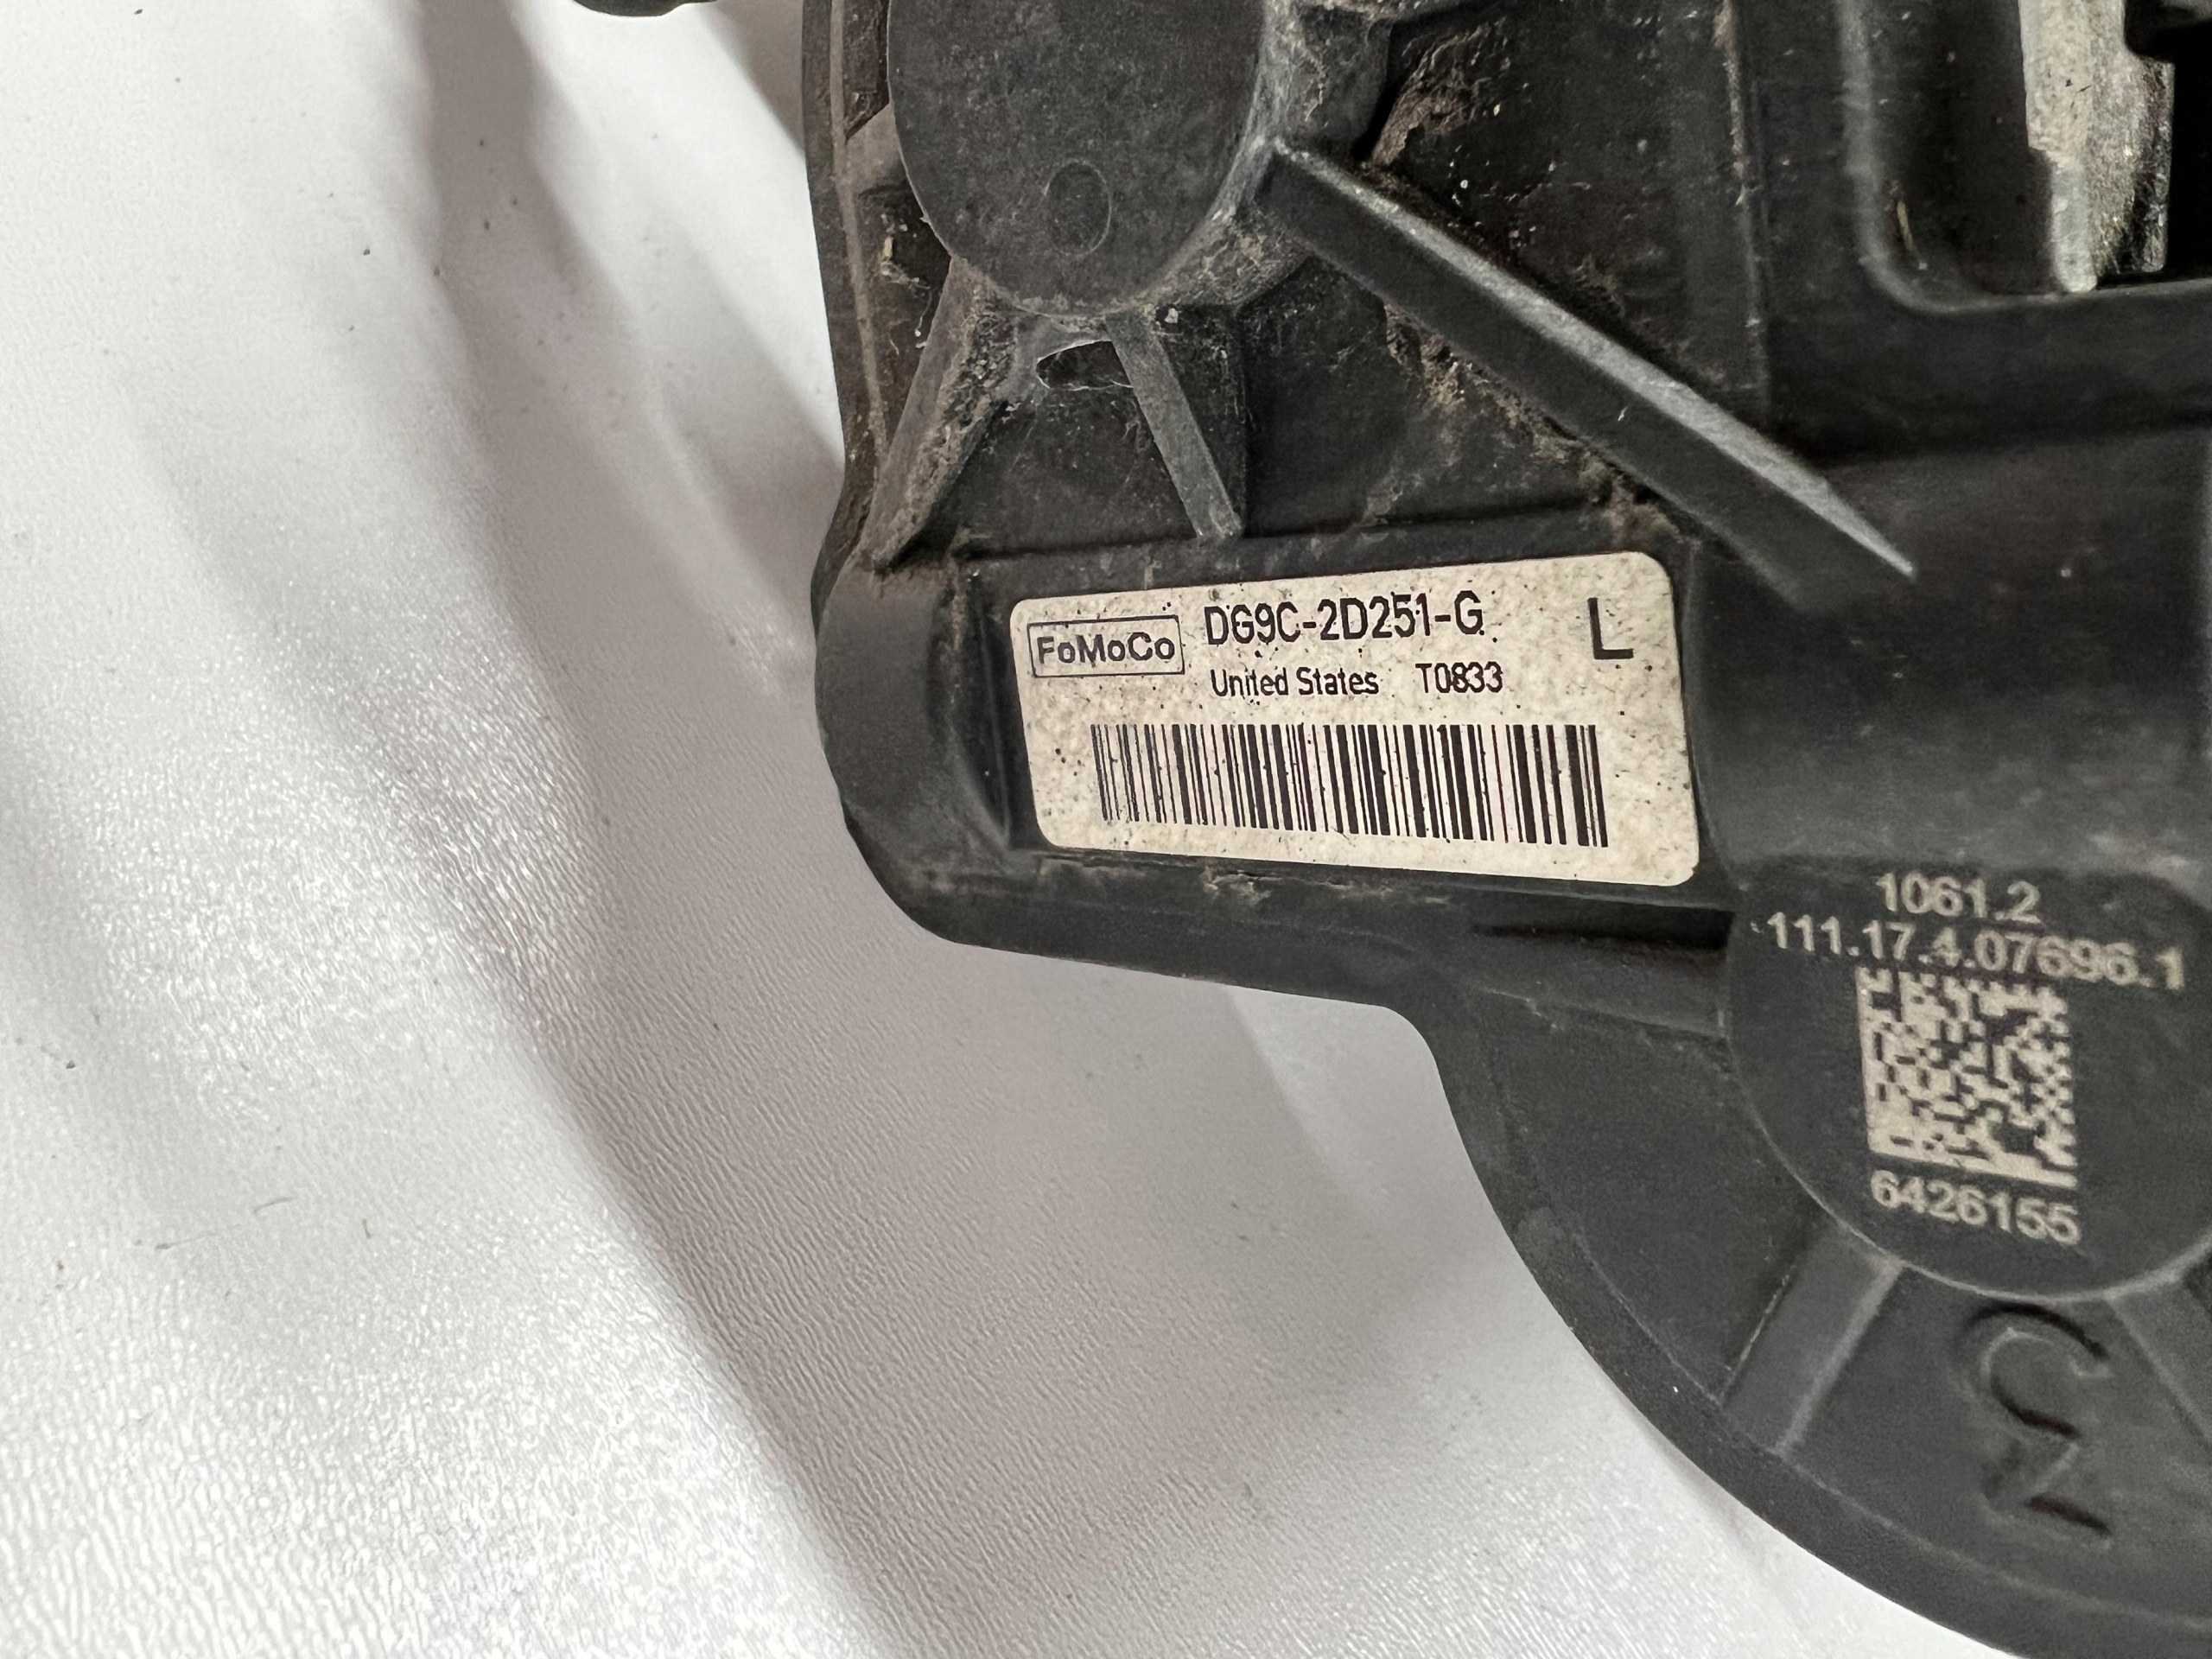 FoMoCo DG9C-2D251-G L
United States T0833
1061.2
111.17.4.07696.1
6426155